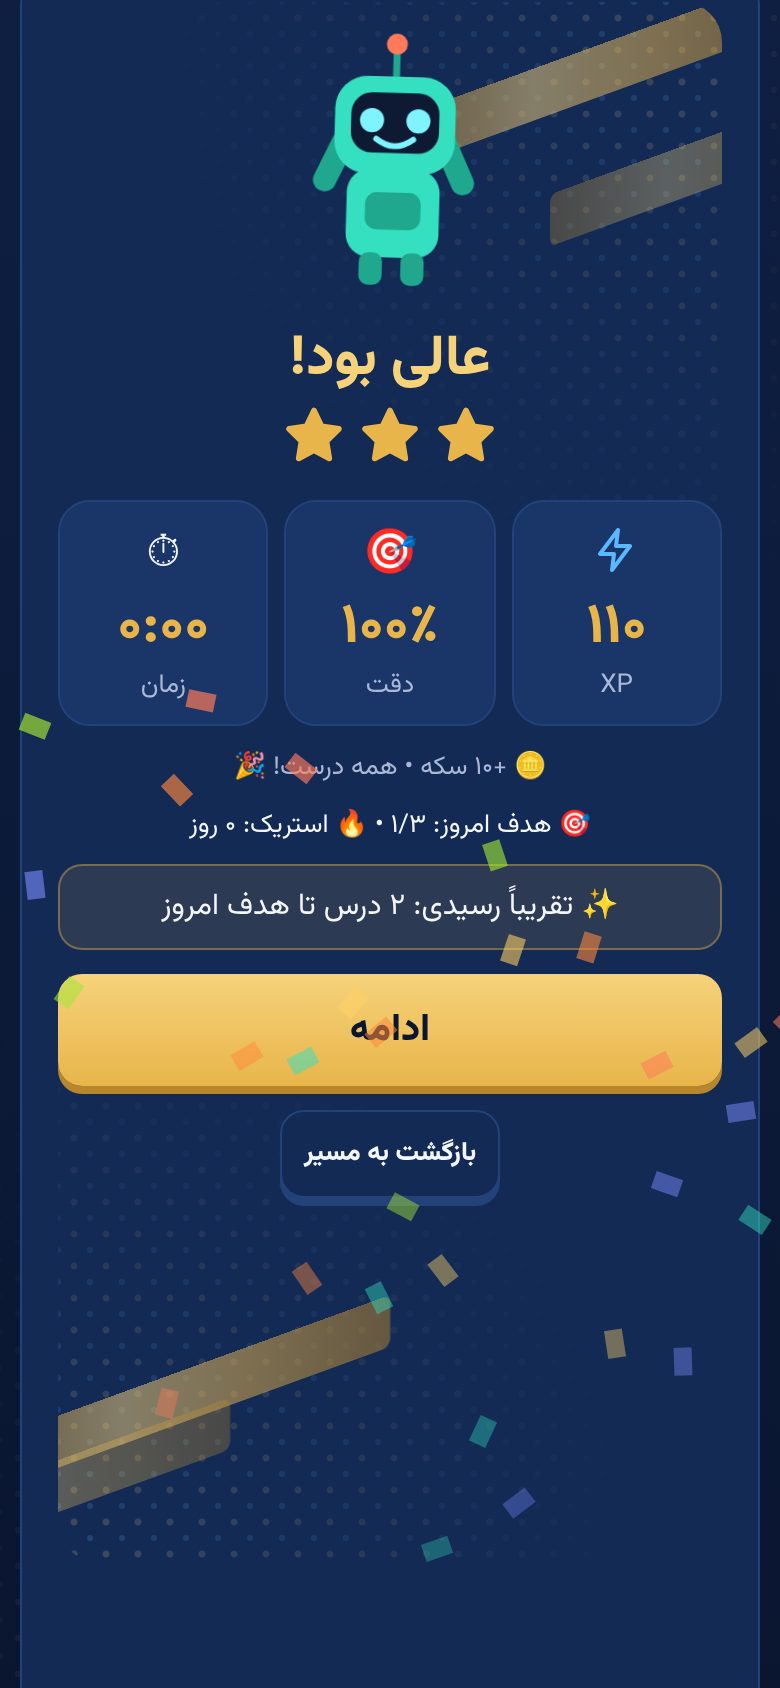 عالی بود!
۱۱۰
XP
۱۰۰٪
دقت
۰:۰۰
زمان
🪙 +۱۰ سکه • همه درست! 🎉
🎯 هدف امروز: ۱/۳ • 🔥 استریک: ۰ روز
✨ تقریباً رسیدی: ۲ درس تا هدف امروز
ادامه
بازگشت به مسیر